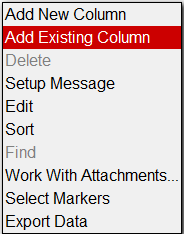 Add New Column
Add Existing Column
Delete
Setup Message
Edit
Sort
Find
Work With Attachments...
Select Markers
Export Data